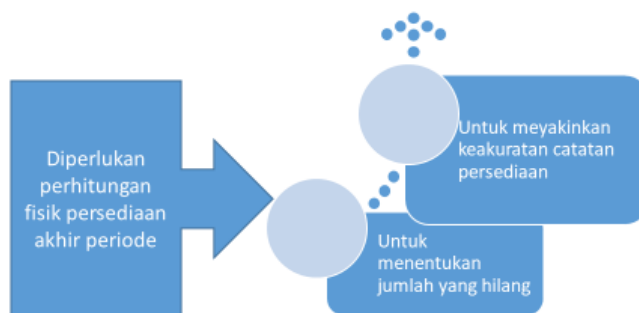 Diperlukan
perhitungan
fisik persediaan
akhir periode
Untuk meyakinkan
keakuratan catatan
persediaan
Untuk
menentukan
jumlah yang hilang